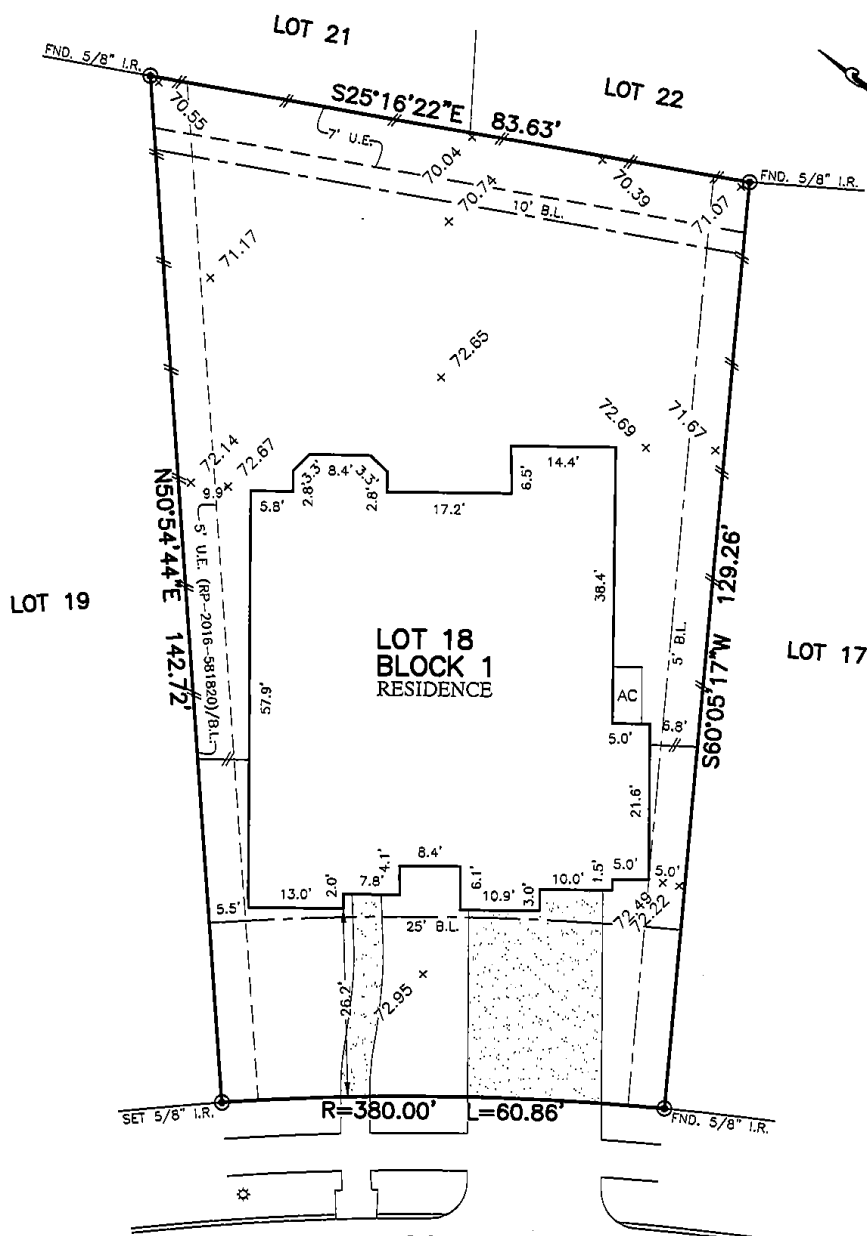 LOT 21
FND. 5/8" I.R.
S25°16'22"E 83.63'
LOT 22
7' U.E.
70.55
70.04
70.74
70.39
71.07
FND. 5/8" I.R.
10' B.L.
71.17
72.65
72.69
71.67
72.14
72.67
9.9'
5.8'
2.8'
3.3'
8.4'
3.3'
2.8'
17.2'
6.5'
14.4'
N50°54'44"E 142.72'
5' U.E. (RP-2016-581820)/B.L.
57.9'
38.4'
S60°05'17"W 129.26'
5' B.L.
LOT 19
LOT 18
BLOCK 1
RESIDENCE
LOT 17
AC
5.0'
6.8'
21.6'
8.4'
4.1'
6.1'
13.0'
2.0'
7.8'
10.9'
3.0'
10.0'
1.5'
5.0'
5.0'
5.5'
25' B.L.
72.49
72.22
26.2'
72.95
SET 5/8" I.R.
R=380.00' L=60.86'
FND. 5/8" I.R.